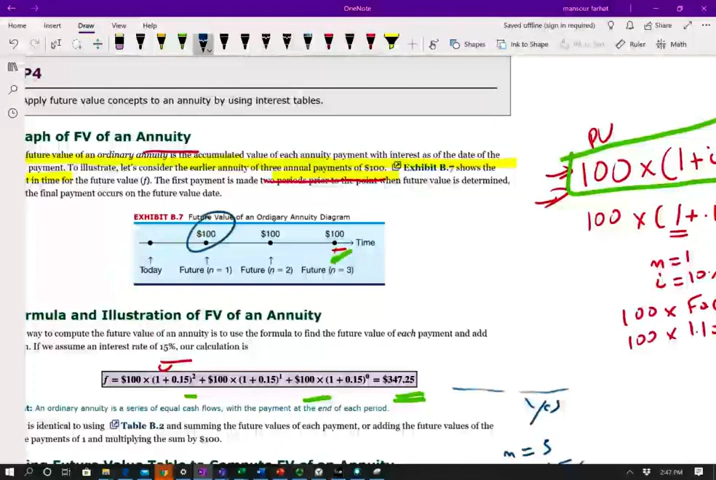 OneNote
mansour farhat
Home Insert Draw View Help
Saved offline (sign in required)
Shapes Ink to Shape Ruler Math
P4
Apply future value concepts to an annuity by using interest tables.
aph of FV of an Annuity
future value of an ordinary annuity is the accumulated value of each annuity payment with interest as of the date of the
payment. To illustrate, let's consider the earlier annuity of three annual payments of $100. Exhibit B.7 shows the
t in time for the future value (f). The first payment is made two periods prior to the point when future value is determined,
the final payment occurs on the future value date.
EXHIBIT B.7 Future Value of an Ordinary Annuity Diagram
$100 $100 $100
Time
Today Future (n = 1) Future (n = 2) Future (n = 3)
rmula and Illustration of FV of an Annuity
way to compute the future value of an annuity is to use the formula to find the future value of each payment and add
. If we assume an interest rate of 15%, our calculation is
f = $100 × (1 + 0.15)² + $100 × (1 + 0.15)¹ + $100 × (1 + 0.15)⁰ = $347.25
t: An ordinary annuity is a series of equal cash flows, with the payment at the end of each period.
is identical to using Table B.2 and summing the future values of each payment, or adding the future values of the
e payments of 1 and multiplying the sum by $100.
PV
100 × (1+i
100 × (1+.1
n=1
i=10%
100 × Fac
100 × 1.1
yes
n = 5
2:47 PM